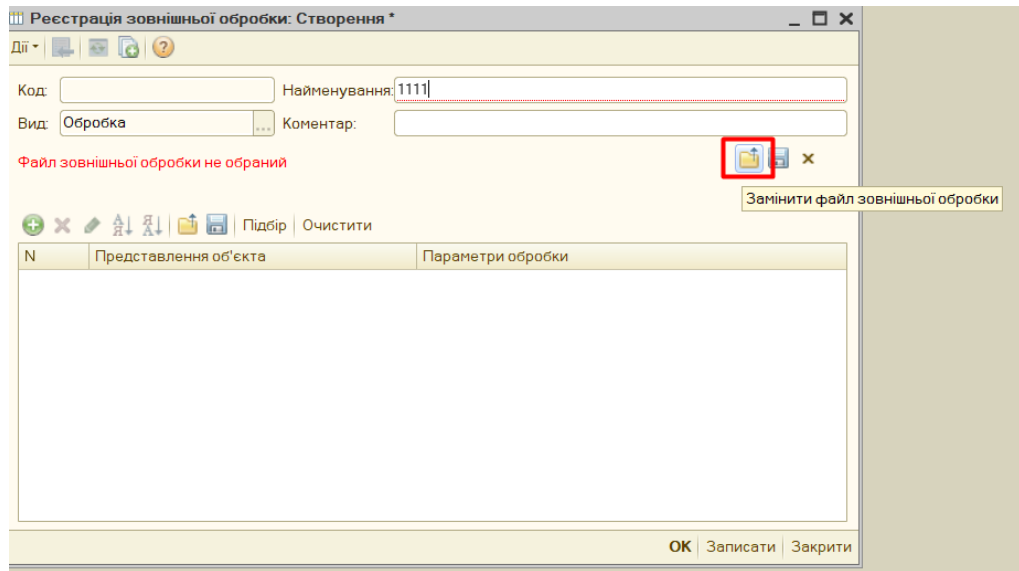 Реєстрація зовнішньої обробки: Створення *
Дії
Код: Найменування: 1111
Вид: Обробка ... Коментар:
Файл зовнішньої обробки не обраний
Замінити файл зовнішньої обробки
Підбір Очистити
N Представлення об'єкта Параметри обробки
ОК Записати Закрити